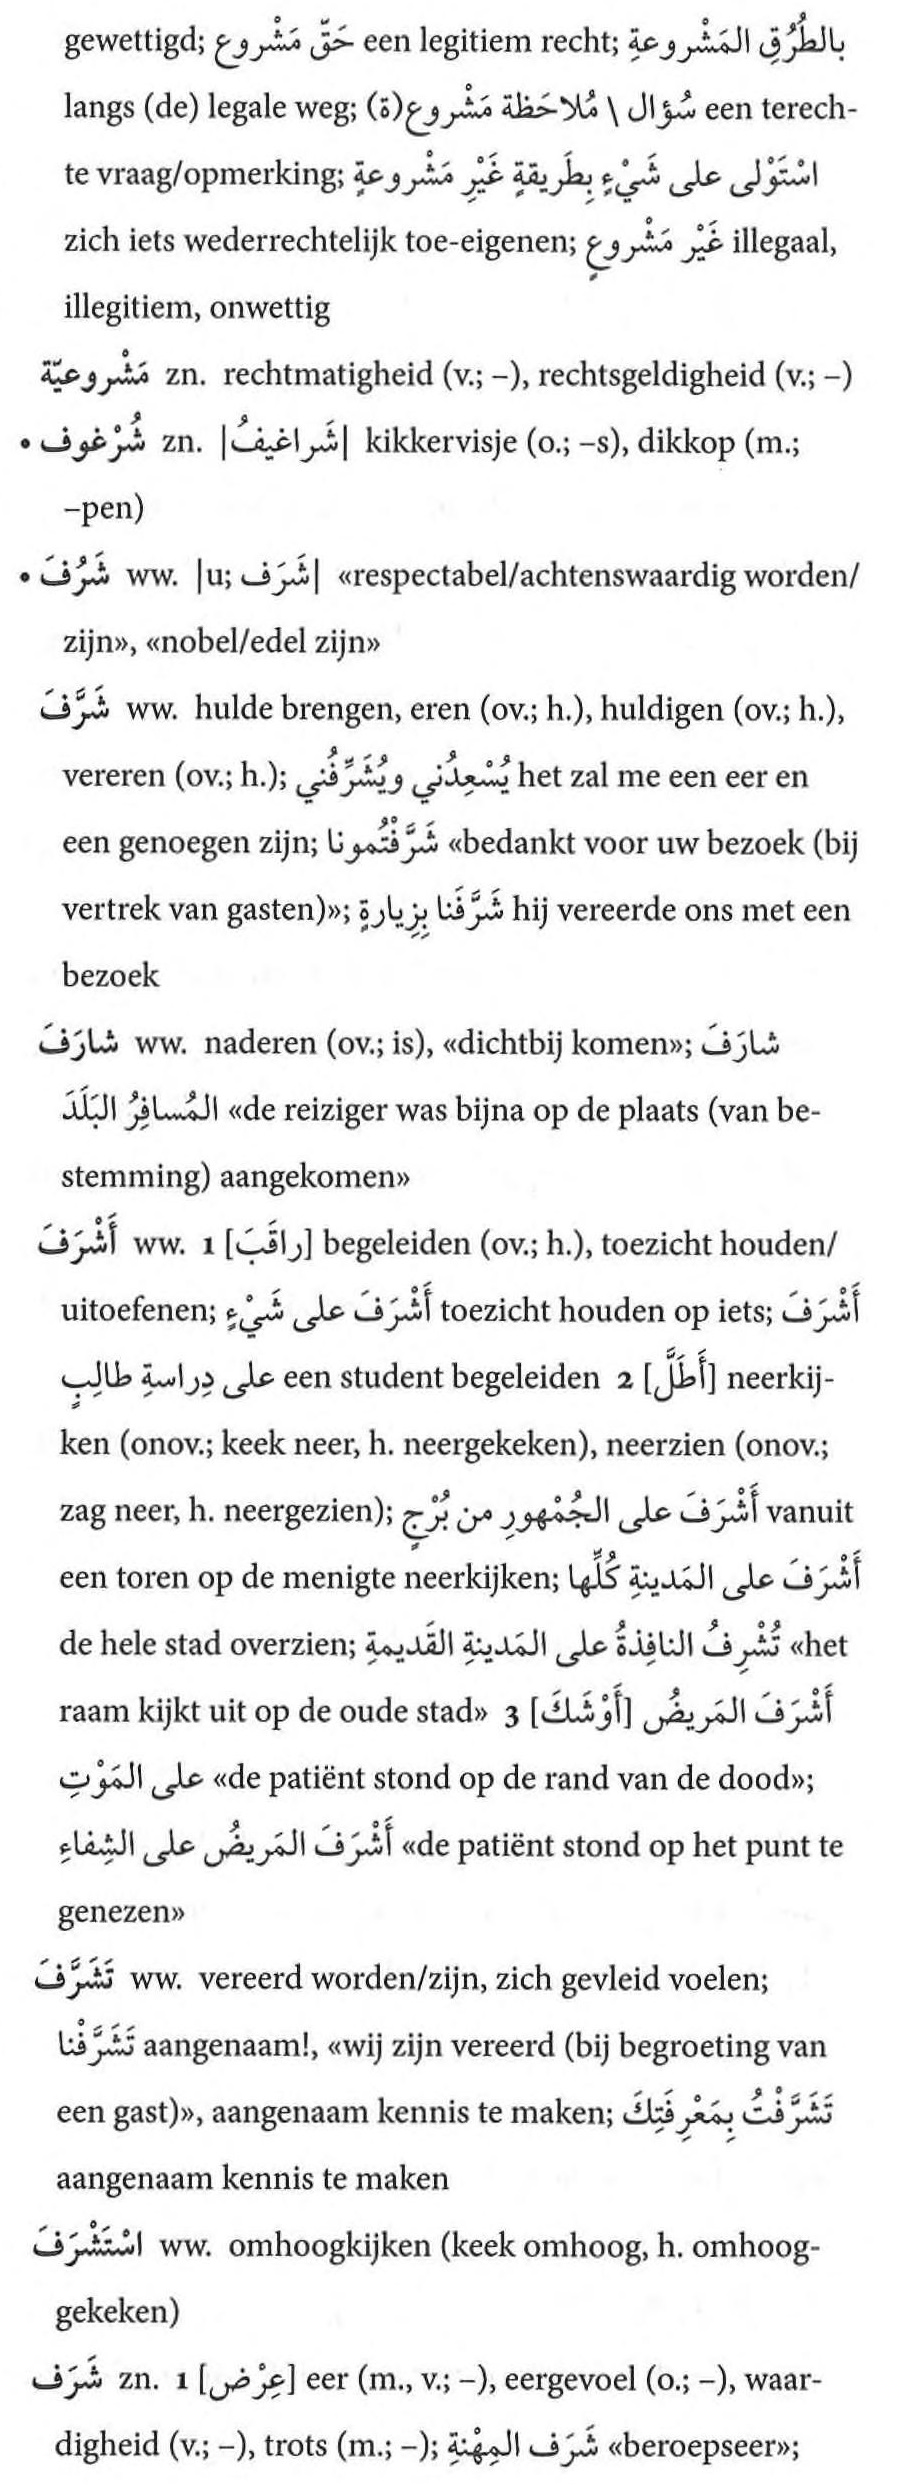 gewettigd; حَقّ مَشْروع een legitiem recht; بالطُرُقِ المَشْروعةِ
langs (de) legale weg; سُؤال \ مُلاحَظة مَشْروع(ة) een terech-
te vraag/opmerking; اسْتَوْلى على شَيْءٍ بِطَريقةٍ غَيْرِ مَشْروعةٍ
zich iets wederrechtelijk toe-eigenen; غَيْر مَشْروعٍ illegaal,
illegitiem, onwettig
مَشْروعيّة zn. rechtmatigheid (v.; –), rechtsgeldigheid (v.; –)
• شُرْغوف zn. |شَراغيفُ| kikkervisje (o.; –s), dikkop (m.;
–pen)
• شَرُفَ ww. |u; شَرَف| «respectabel/achtenswaardig worden/
zijn», «nobel/edel zijn»
شَرَّفَ ww. hulde brengen, eren (ov.; h.), huldigen (ov.; h.),
vereren (ov.; h.); يُسْعِدُني ويُشَرِّفُني het zal me een eer en
een genoegen zijn; شَرَّفْتُمونا «bedankt voor uw bezoek (bij
vertrek van gasten)»; شَرَّفَنا بِزِيارةٍ hij vereerde ons met een
bezoek
شارَفَ ww. naderen (ov.; is), «dichtbij komen»; شارَفَ
المُسافِرُ البَلَدَ «de reiziger was bijna op de plaats (van be-
stemming) aangekomen»
أَشْرَفَ ww. 1 [راقَبَ] begeleiden (ov.; h.), toezicht houden/
uitoefenen; أَشْرَفَ على شَيْءٍ toezicht houden op iets; أَشْرَفَ
على دِراسةِ طالِبٍ een student begeleiden 2 [أَطَلَّ] neerkij-
ken (onov.; keek neer, h. neergekeken), neerzien (onov.;
zag neer, h. neergezien); أَشْرَفَ على الجُمْهورِ من بُرْجٍ vanuit
een toren op de menigte neerkijken; أَشْرَفَ على المَدينةِ كُلِّها
de hele stad overzien; تُشْرِفُ النافِذةُ على المَدينةِ القَديمةِ «het
raam kijkt uit op de oude stad» 3 [أَوْشَكَ] أَشْرَفَ المَريضُ
على المَوْتِ «de patiënt stond op de rand van de dood»;
أَشْرَفَ المَريضُ على الشِفاءِ «de patiënt stond op het punt te
genezen»
تَشَرَّفَ ww. vereerd worden/zijn, zich gevleid voelen;
تَشَرَّفْنا aangenaam!, «wij zijn vereerd (bij begroeting van
een gast)», aangenaam kennis te maken; تَشَرَّفْتُ بِمَعْرِفَتِكَ
aangenaam kennis te maken
اسْتَشْرَفَ ww. omhoogkijken (keek omhoog, h. omhoog-
gekeken)
شَرَف zn. 1 [عِرْض] eer (m., v.; –), eergevoel (o.; –), waar-
digheid (v.; –), trots (m.; –); شَرَف المِهْنةِ «beroepseer»;